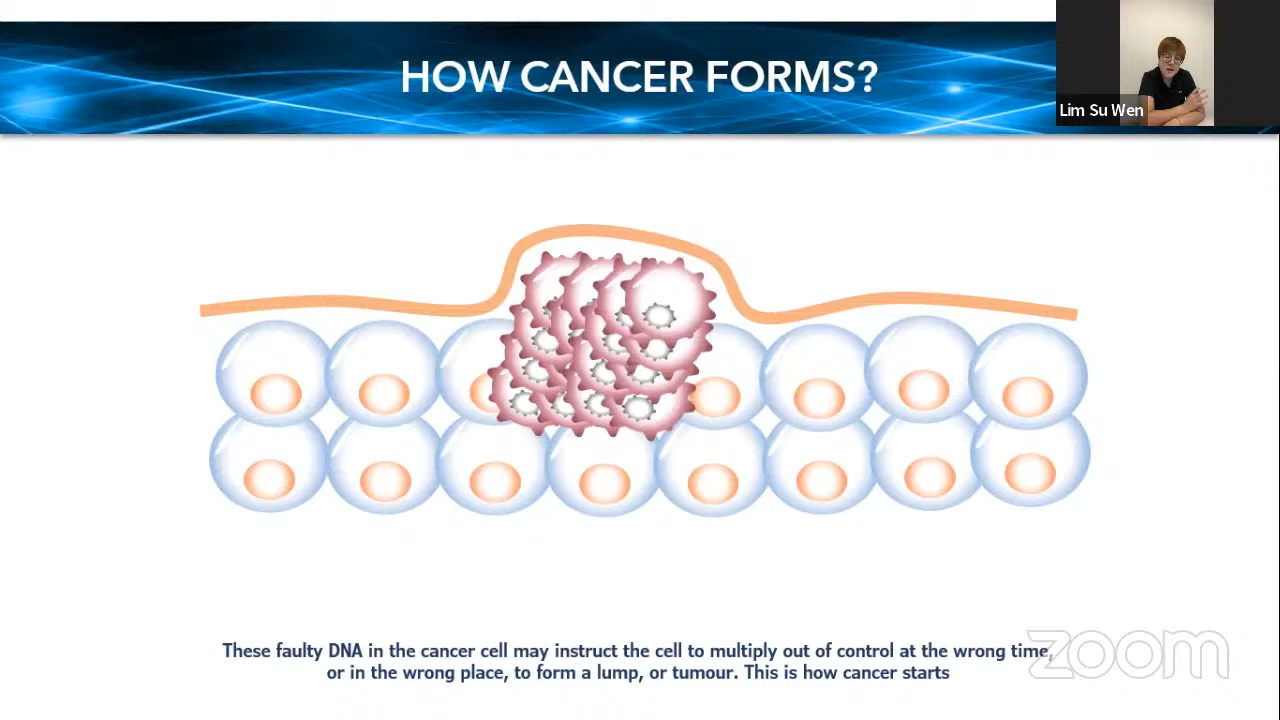 HOW CANCER FORMS?
Lim Su Wen
These faulty DNA in the cancer cell may instruct the cell to multiply out of control at the wrong time,
or in the wrong place, to form a lump, or tumour. This is how cancer starts
zoom